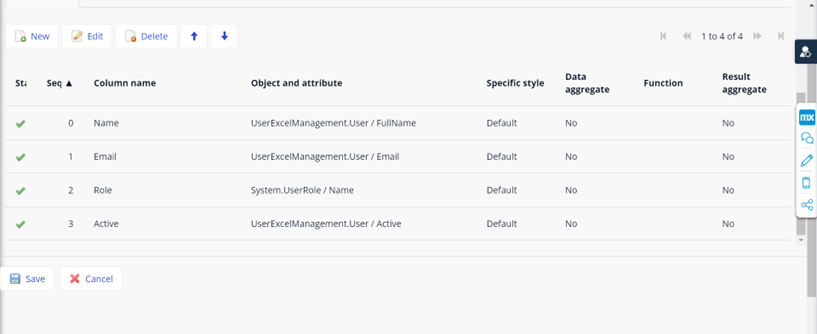 New Edit Delete 1 to 4 of 4
Sta Seq ▲ Column name Object and attribute Specific style Data aggregate Function Result aggregate
0 Name UserExcelManagement.User / FullName Default No No
1 Email UserExcelManagement.User / Email Default No No
2 Role System.UserRole / Name Default No No
3 Active UserExcelManagement.User / Active Default No No
Save Cancel
mx